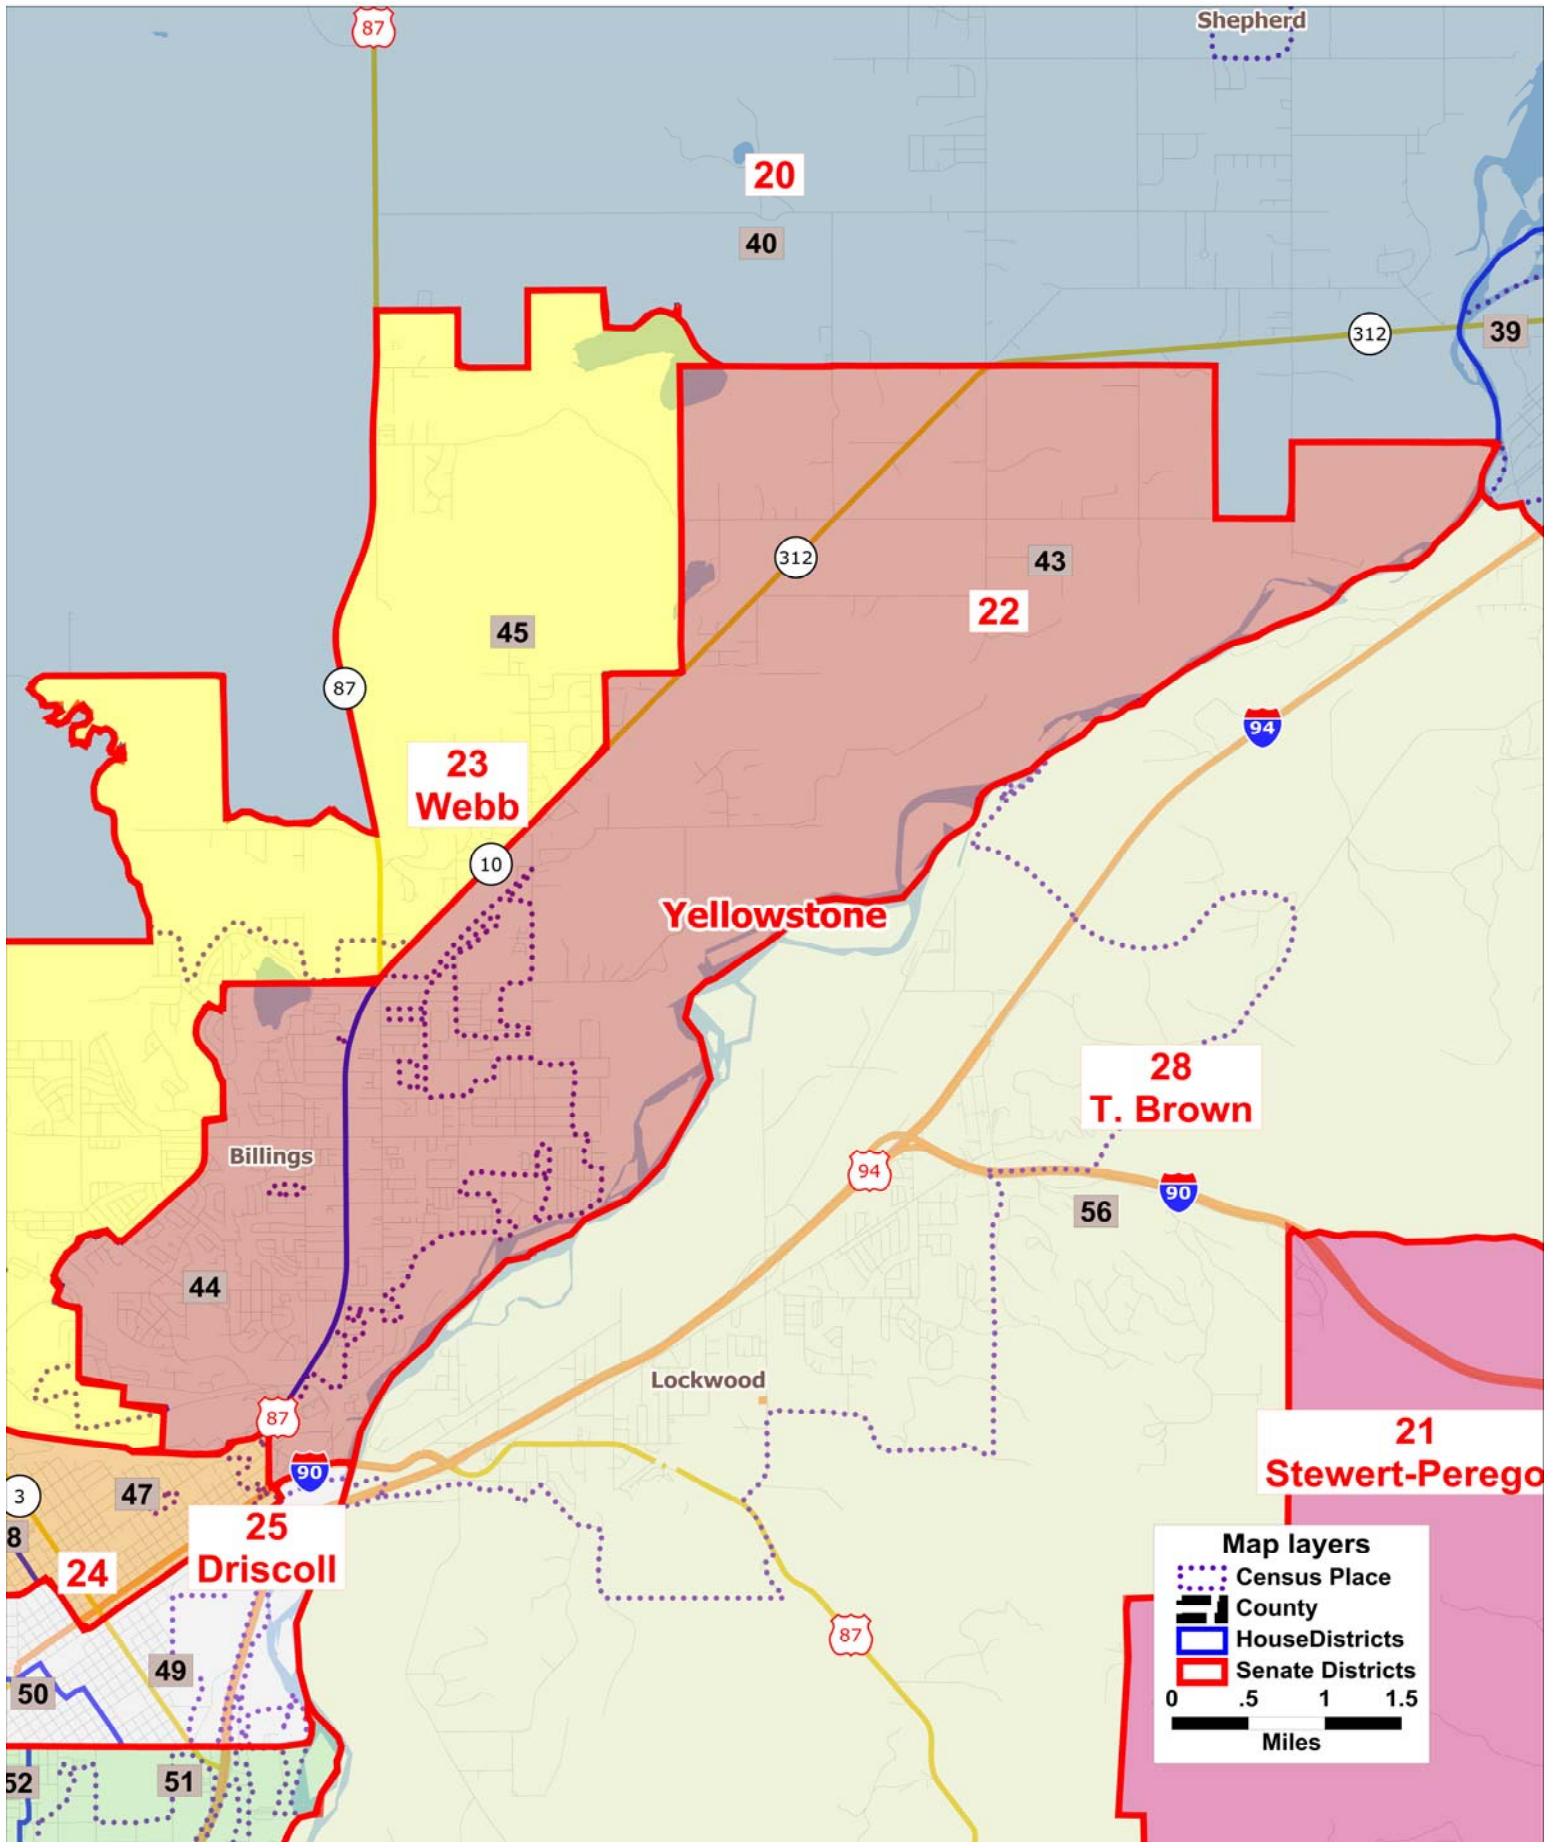 87
Shepherd
20
40
312
39
312
43
22
45
87
94
23
Webb
10
Yellowstone
28
T. Brown
94
90
56
Billings
44
Lockwood
87
21
Stewert-Perego
90
47
3
8
25
Driscoll
24
87
49
50
52
51
Map layers
Census Place
County
HouseDistricts
Senate Districts
0 .5 1 1.5
Miles